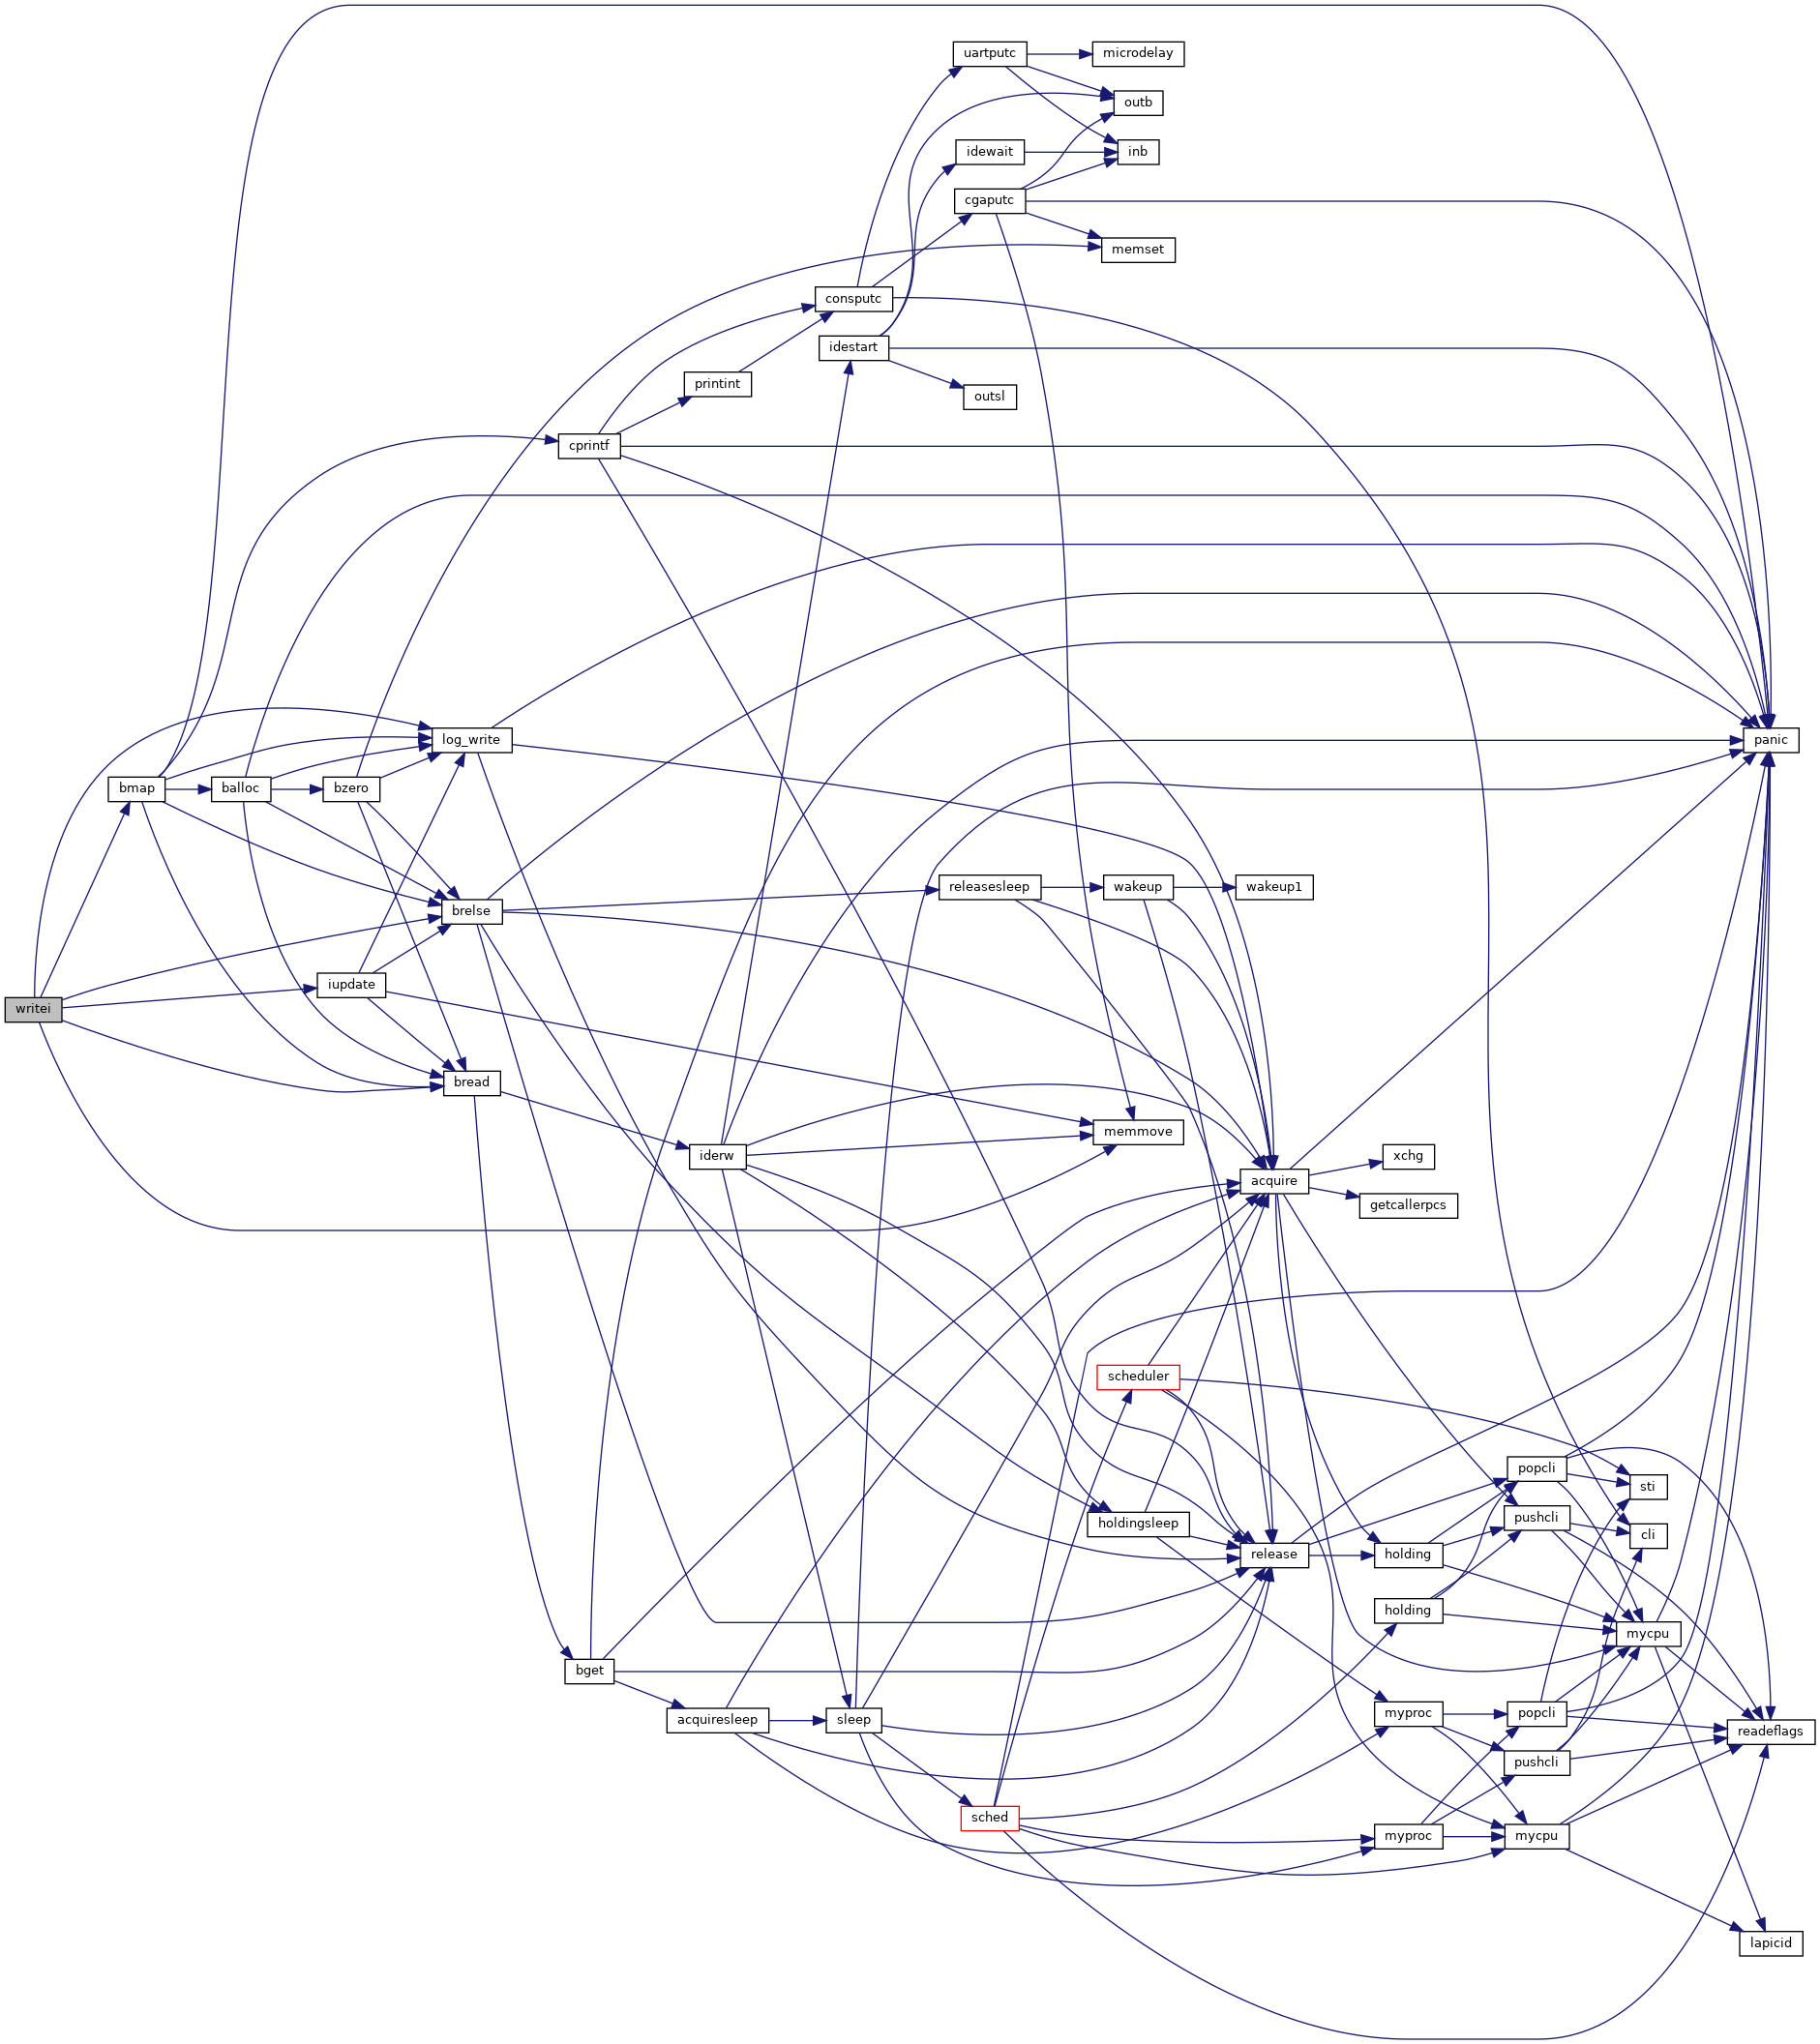 uartputc
microdelay
outb
idewait
inb
cgaputc
memset
consputc
idestart
printint
outsl
cprintf
log_write
panic
bmap
balloc
bzero
releasesleep
wakeup
wakeup1
brelse
iupdate
writei
bread
memmove
iderw
xchg
acquire
getcallerpcs
scheduler
popcli
sti
pushcli
holdingsleep
cli
release
holding
holding
mycpu
bget
acquiresleep
sleep
myproc
popcli
readeflags
pushcli
sched
myproc
mycpu
lapicid